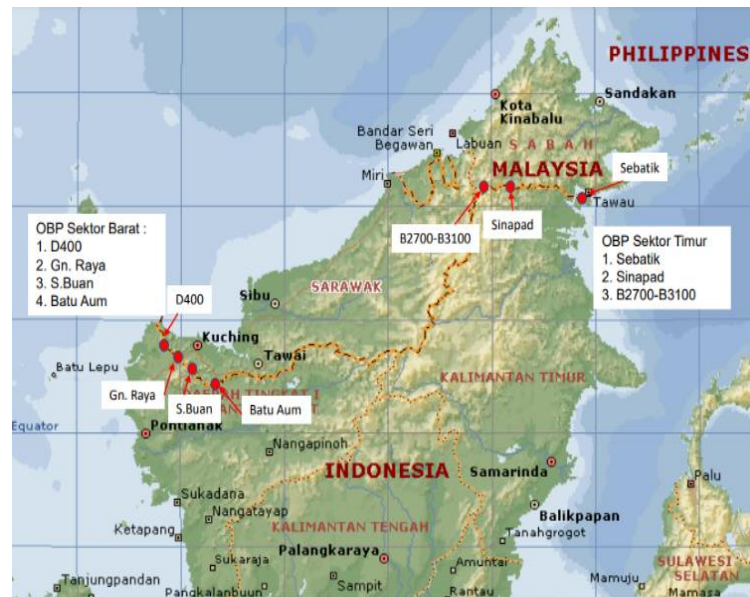 PHILIPPINES
Kota
Kinabalu
Sandakan
Bandar Seri
Begawan
Labuan
SABAH
MALAYSIA
Miri
Sebatik
Tawau
Sinapad
B2700-B3100
OBP Sektor Barat :
1. D400
2. Gn. Raya
3. S.Buan
4. Batu Aum
OBP Sektor Timur
1. Sebatik
2. Sinapad
3. B2700-B3100
D400
Sibu
SARAWAK
Kuching
Tawai
Batu Lepu
Gn. Raya
S.Buan
Batu Aum
KALIMANTAN TIMUR
Equator
Pontianak
Nangapinoh
INDONESIA
Samarinda
Palu
Sukadana
Nangatayap
Ketapang
KALIMANTAN TENGAH
Balikpapan
Tanahgrogot
Palangkaraya
Sukaraja
Amuntai
SULAWESI
SELATAN
Tanjungpandan
Sampit
Mamuju
Pangkalanbuun
Rantau
Mamasa